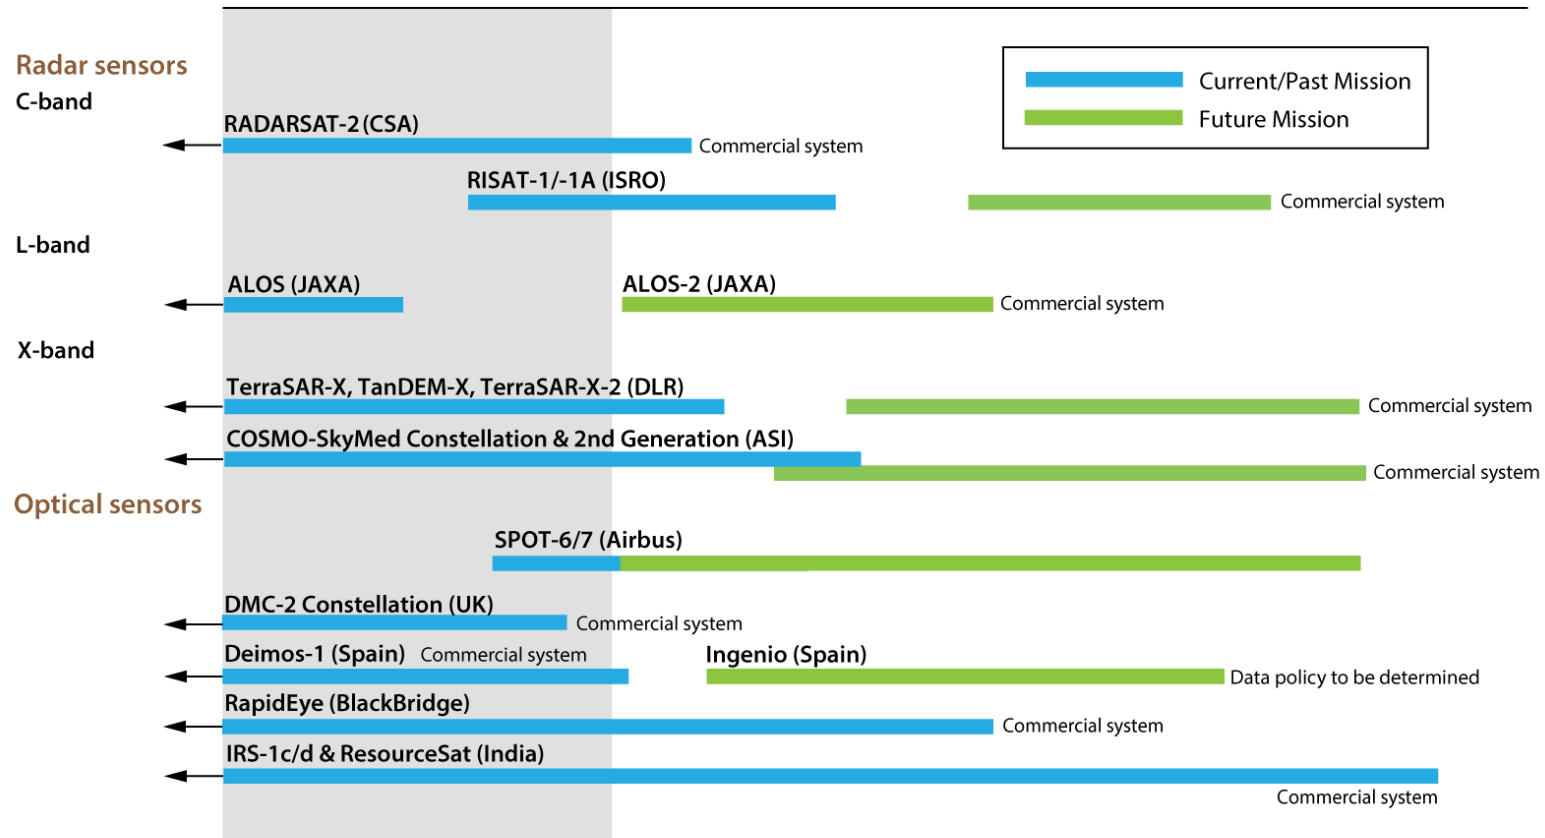 Radar sensors
Current/Past Mission
Future Mission
C-band
RADARSAT-2 (CSA)
Commercial system
RISAT-1/-1A (ISRO)
Commercial system
L-band
ALOS (JAXA)
ALOS-2 (JAXA)
Commercial system
X-band
TerraSAR-X, TanDEM-X, TerraSAR-X-2 (DLR)
Commercial system
COSMO-SkyMed Constellation & 2nd Generation (ASI)
Commercial system
Optical sensors
SPOT-6/7 (Airbus)
DMC-2 Constellation (UK)
Commercial system
Deimos-1 (Spain) Commercial system
Ingenio (Spain)
Data policy to be determined
RapidEye (BlackBridge)
Commercial system
IRS-1c/d & ResourceSat (India)
Commercial system